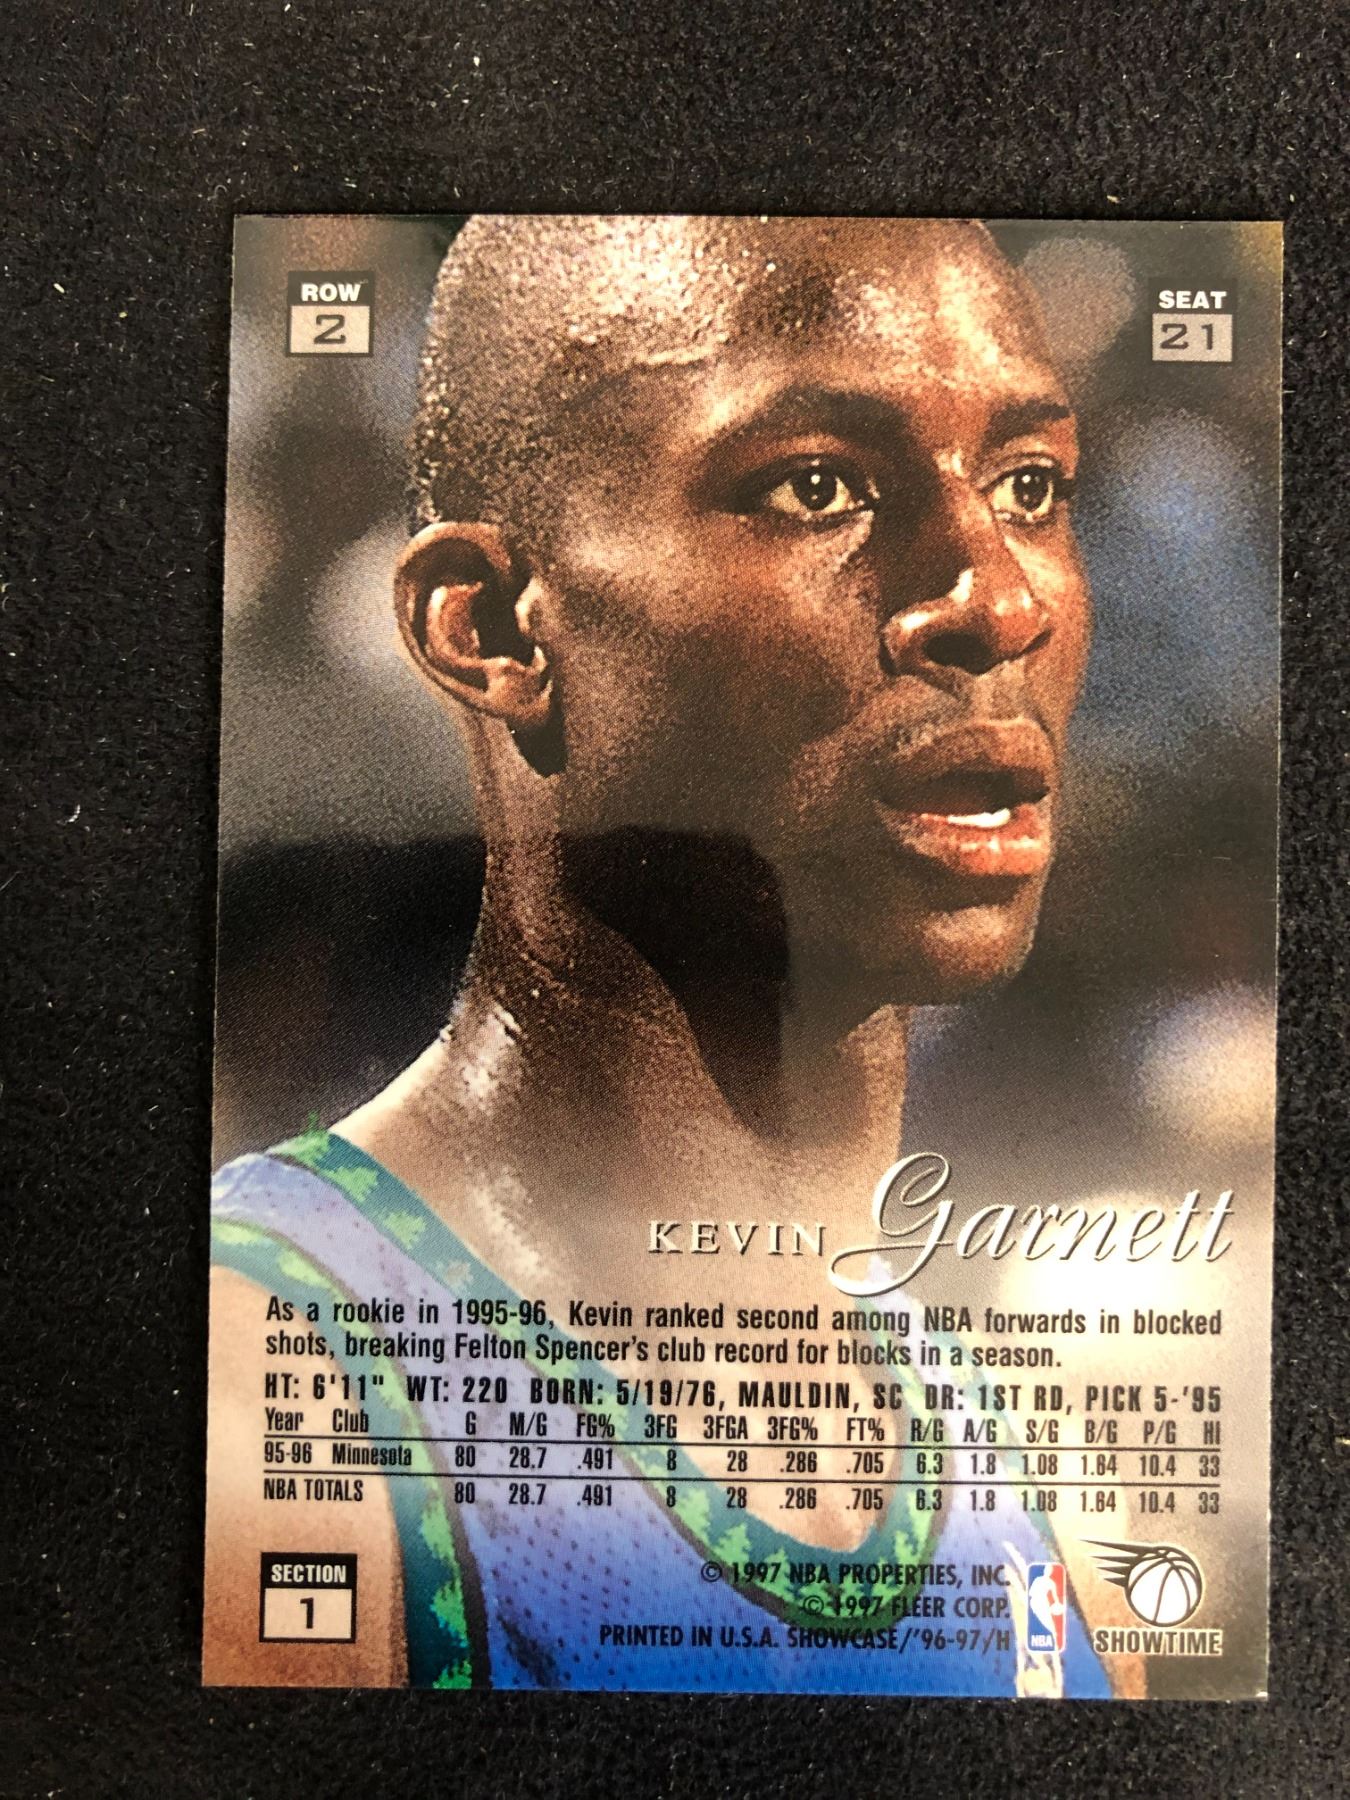 ROW
2
SEAT
21
KEVIN Garnett
As a rookie in 1995-96, Kevin ranked second among NBA forwards in blocked
shots, breaking Felton Spencer's club record for blocks in a season.
HT: 6'11" WT: 220 BORN: 5/19/76, MAULDIN, SC DR: 1ST RD, PICK 5-'95
Year Club G M/G FG% 3FG 3FGA 3FG% FT% R/G A/G S/G B/G P/G HI
95-96 Minnesota 80 28.7 .491 8 28 .286 .705 6.3 1.8 1.08 1.64 10.4 33
NBA TOTALS 80 28.7 .491 8 28 .286 .705 6.3 1.8 1.08 1.64 10.4 33
SECTION
1
© 1997 NBA PROPERTIES, INC.
© 1997 FLEER CORP.
PRINTED IN U.S.A. SHOWCASE/'96-97/H
NBA
SHOWTIME